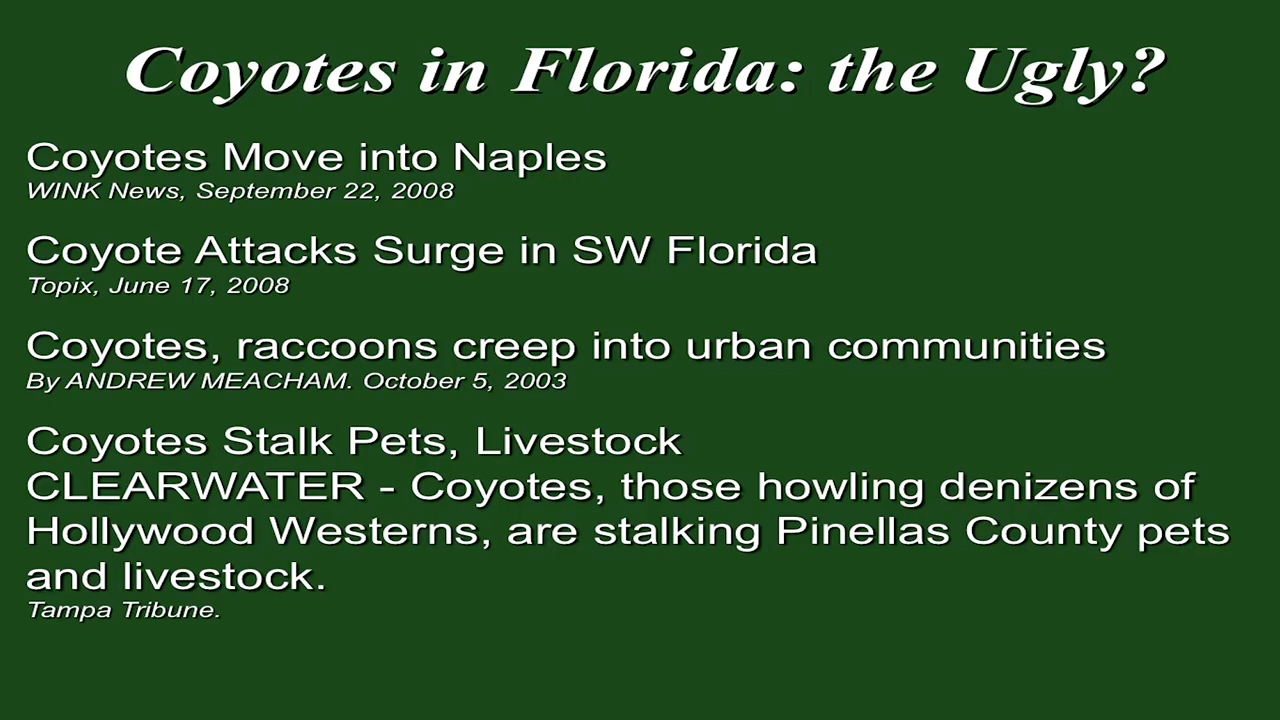 Coyotes in Florida: the Ugly?
Coyotes Move into Naples
WINK News, September 22, 2008
Coyote Attacks Surge in SW Florida
Topix, June 17, 2008
Coyotes, raccoons creep into urban communities
By ANDREW MEACHAM. October 5, 2003
Coyotes Stalk Pets, Livestock
CLEARWATER - Coyotes, those howling denizens of
Hollywood Westerns, are stalking Pinellas County pets
and livestock.
Tampa Tribune.